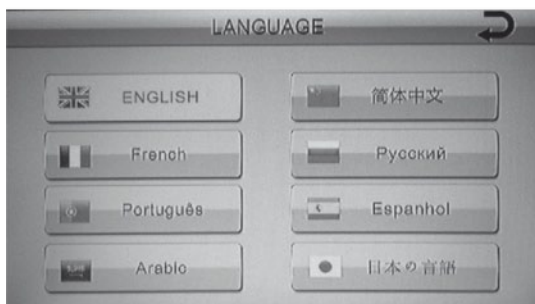 LANGUAGE
ENGLISH
简体中文
French
Русский
Português
Espanhol
Arabic
日本の言語